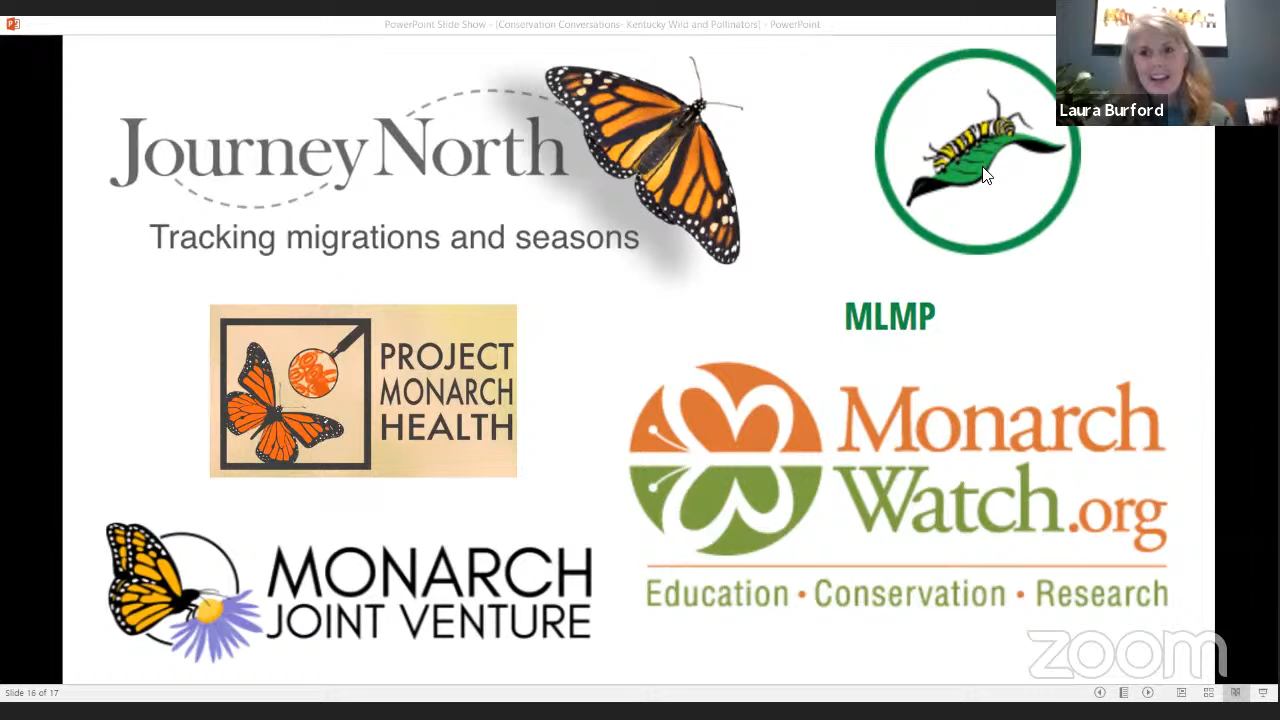 PowerPoint Slide Show - [Conservation Conversations- Kentucky Wild and Pollinators] - PowerPoint
Laura Burford
Journey North
Tracking migrations and seasons
MLMP
PROJECT
MONARCH
HEALTH
Monarch
Watch.org
Education • Conservation • Research
MONARCH
JOINT VENTURE
zoom
Slide 16 of 17